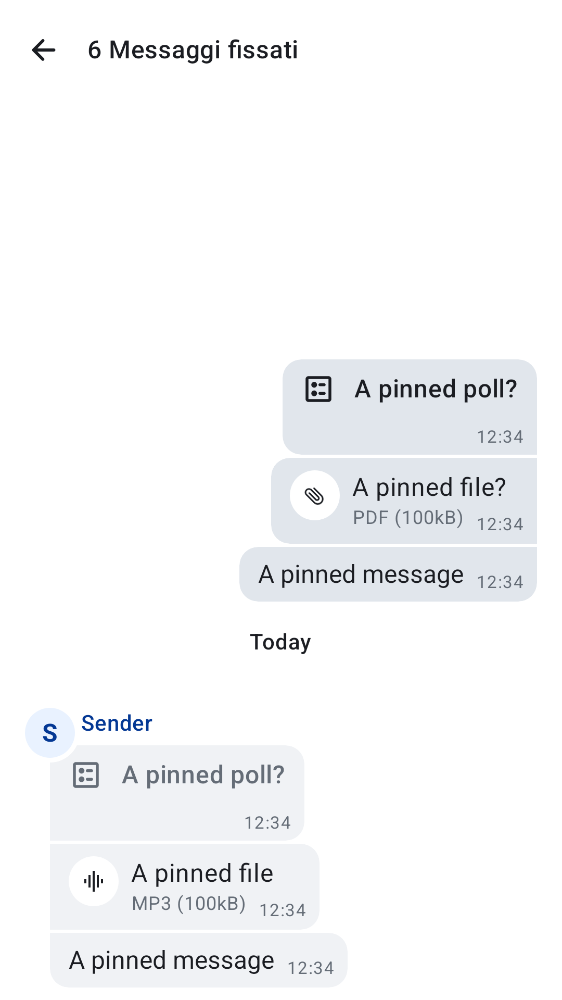 6 Messaggi fissati
A pinned poll?
12:34
A pinned file?
PDF (100kB) 12:34
A pinned message 12:34
Today
S Sender
A pinned poll?
12:34
A pinned file
MP3 (100kB) 12:34
A pinned message 12:34